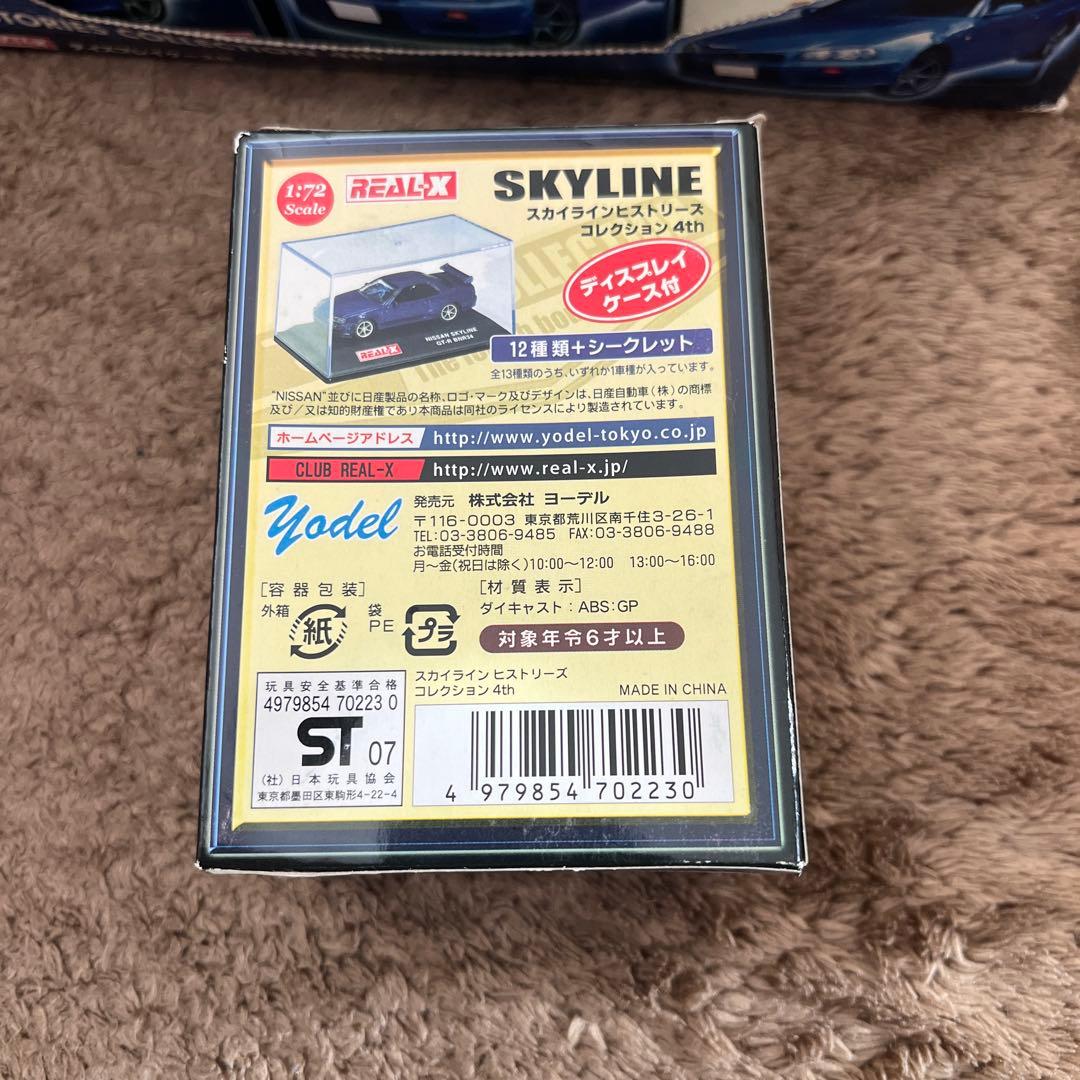 1:72
Scale
REAL-X
SKYLINE
スカイラインヒストリーズ
コレクション 4th
ディスプレイ
ケース付
NISSAN SKYLINE
GT-R BNR34
REAL-X
12種類+シークレット
全13種類のうち、いずれか1車種が入っています。
"NISSAN"並びに日産製品の名称、ロゴ・マーク及びデザインは、日産自動車(株)の商標
及び/又は知的財産権であり本商品は同社のライセンスにより製造されています。
ホームページアドレス http://www.yodel-tokyo.co.jp
CLUB REAL-X http://www.real-x.jp/
yodel
発売元 株式会社 ヨーデル
〒116-0003 東京都荒川区南千住3-26-1
TEL:03-3806-9485 FAX:03-3806-9488
お電話受付時間
月~金(祝日は除く)10:00~12:00 13:00~16:00
[容器包装]
外箱 紙 袋 PE プラ
[材質表示]
ダイキャスト:ABS:GP
対象年令6才以上
玩具安全基準合格
4979854 70223 0
ST 07
(社)日本玩具協会
東京都墨田区東駒形4-22-4
スカイライン ヒストリーズ
コレクション 4th
MADE IN CHINA
4 979854 702230